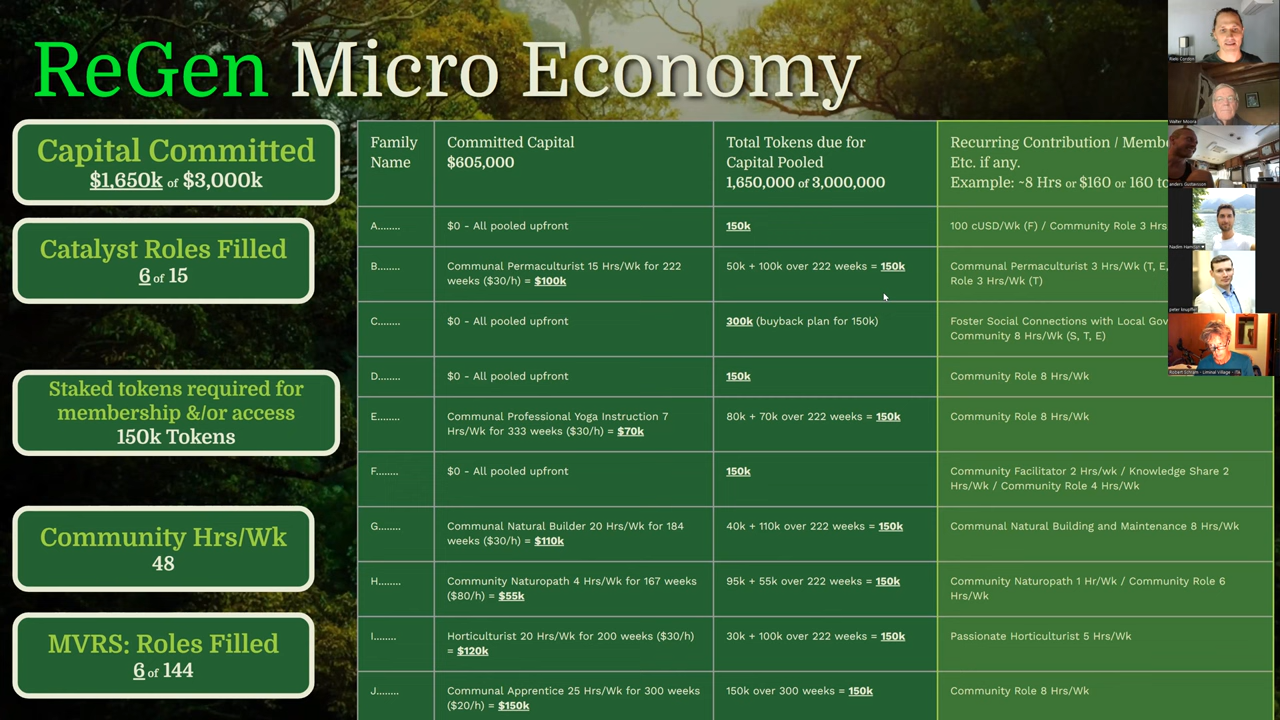 ReGen Micro Economy
Capital Committed
$1,650k of $3,000k
Catalyst Roles Filled
6 of 15
Staked tokens required for
membership &/or access
150k Tokens
Community Hrs/Wk
48
MVRS: Roles Filled
6 of 144
Family
Name
Committed Capital
$605,000
Total Tokens due for
Capital Pooled
1,650,000 of 3,000,000
Recurring Contribution / Memb
Etc. if any.
Example: ~8 Hrs or $160 or 160 to
A........
$0 - All pooled upfront
150k
100 cUSD/Wk (F) / Community Role 3 Hrs
B........
Communal Permaculturist 15 Hrs/Wk for 222
weeks ($30/h) = $100k
50k + 100k over 222 weeks = 150k
Communal Permaculturist 3 Hrs/Wk (T, E,
Role 3 Hrs/Wk (T)
C........
$0 - All pooled upfront
300k (buyback plan for 150k)
Foster Social Connections with Local Gov
Community 8 Hrs/Wk (S, T, E)
D........
$0 - All pooled upfront
150k
Community Role 8 Hrs/Wk
E........
Communal Professional Yoga Instruction 7
Hrs/Wk for 333 weeks ($30/h) = $70k
80k + 70k over 222 weeks = 150k
Community Role 8 Hrs/Wk
F........
$0 - All pooled upfront
150k
Community Facilitator 2 Hrs/wk / Knowledge Share 2
Hrs/Wk / Community Role 4 Hrs/Wk
G........
Communal Natural Builder 20 Hrs/Wk for 184
weeks ($30/h) = $110k
40k + 110k over 222 weeks = 150k
Communal Natural Building and Maintenance 8 Hrs/Wk
H........
Community Naturopath 4 Hrs/Wk for 167 weeks
($80/h) = $55k
95k + 55k over 222 weeks = 150k
Community Naturopath 1 Hr/Wk / Community Role 6
Hrs/Wk
I........
Horticulturist 20 Hrs/Wk for 200 weeks ($30/h)
= $120k
30k + 100k over 222 weeks = 150k
Passionate Horticulturist 5 Hrs/Wk
J........
Communal Apprentice 25 Hrs/Wk for 300 weeks
($20/h) = $150k
150k over 300 weeks = 150k
Community Role 8 Hrs/Wk
Walter Moora
anders Gustafsson